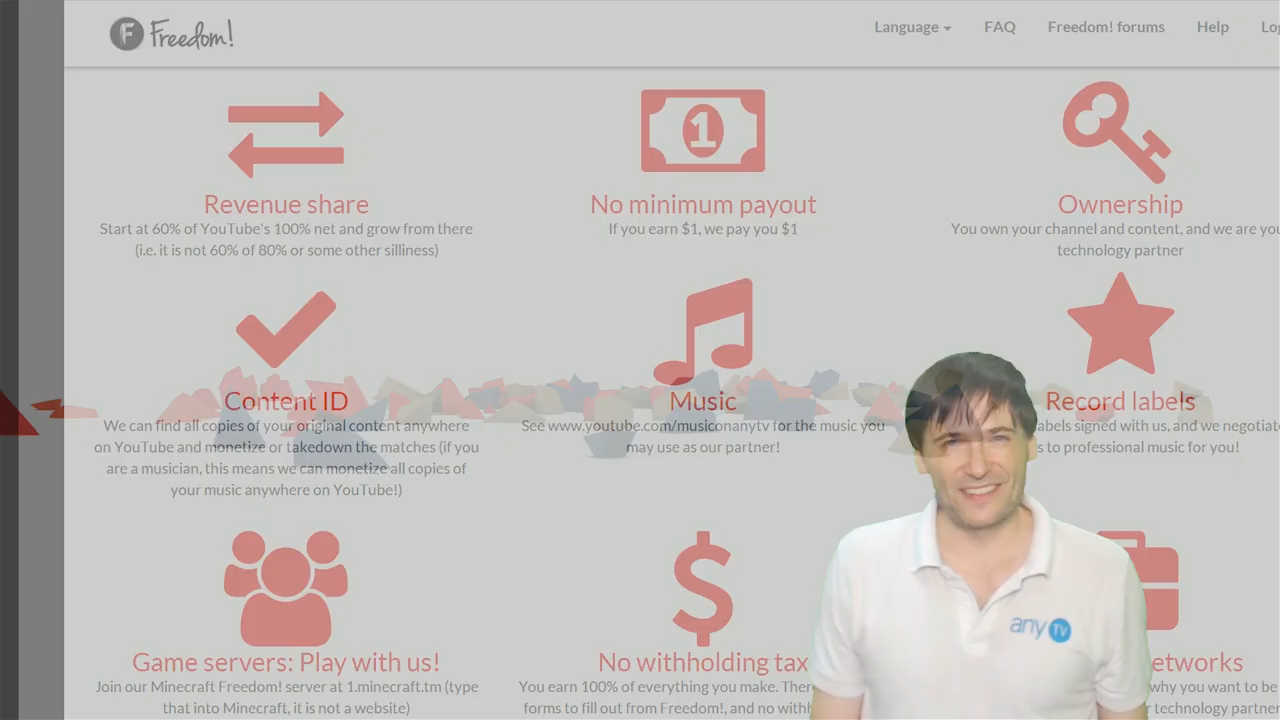 F Freedom!
Language
FAQ
Freedom! forums
Help
1
Revenue share
Start at 60% of YouTube's 100% net and grow from there
(i.e. it is not 60% of 80% or some other silliness)
No minimum payout
If you earn $1, we pay you $1
Ownership
You own your channel and content, and we are
technology partner
Content ID
We can find all copies of your original content anywhere
on YouTube and monetize or takedown the matches (if you
are a musician, this means we can monetize all copies of
your music anywhere on YouTube!)
Music
See www.youtube.com/musiconanytv for the music you
may use as our partner!
Record labels
signed with us, and we
to professional music for you!
Game servers: Play with us!
Join our Minecraft Freedom! server at 1.minecraft.tm (type
that into Minecraft, it is not a website)
$
No withholding tax
You earn 100% of everything you make.
forms to fill out from Freedom!, and no
why you want to be
technology partner
any TV